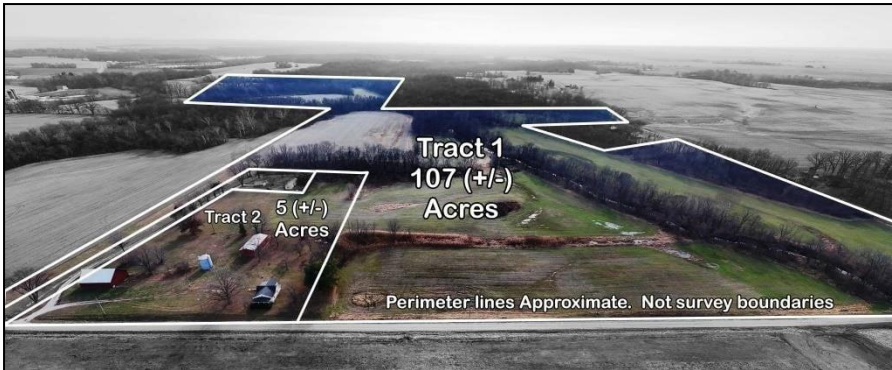 Tract 1
107 (+/-)
Acres
Tract 2
5 (+/-)
Acres
Perimeter lines Approximate.  Not survey boundaries